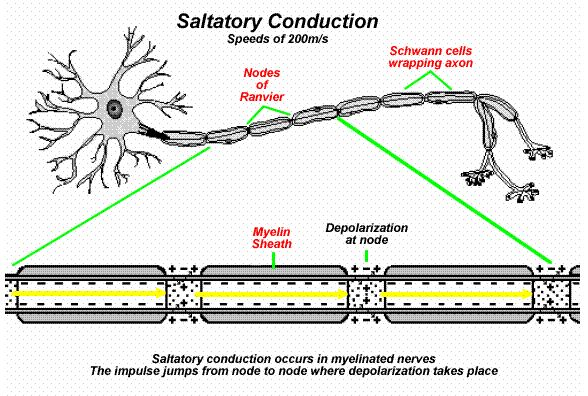 Saltatory Conduction
Speeds of 200m/s
Schwann cells
wrapping axon
Nodes
of
Ranvier
Myelin
Sheath
Depolarization
at node
Saltatory conduction occurs in myelinated nerves
The impulse jumps from node to node where depolarization takes place